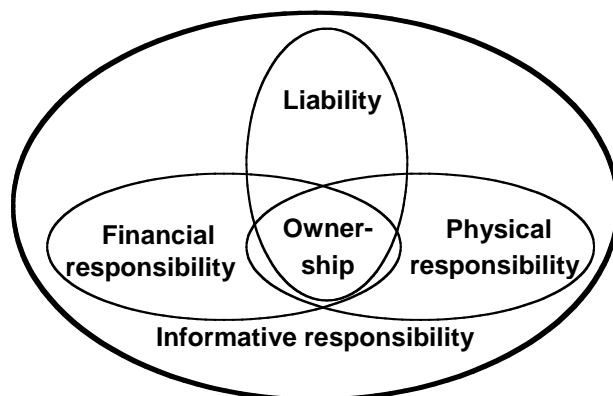 Liability
Financial
responsibility
Owner-
ship
Physical
responsibility
Informative responsibility